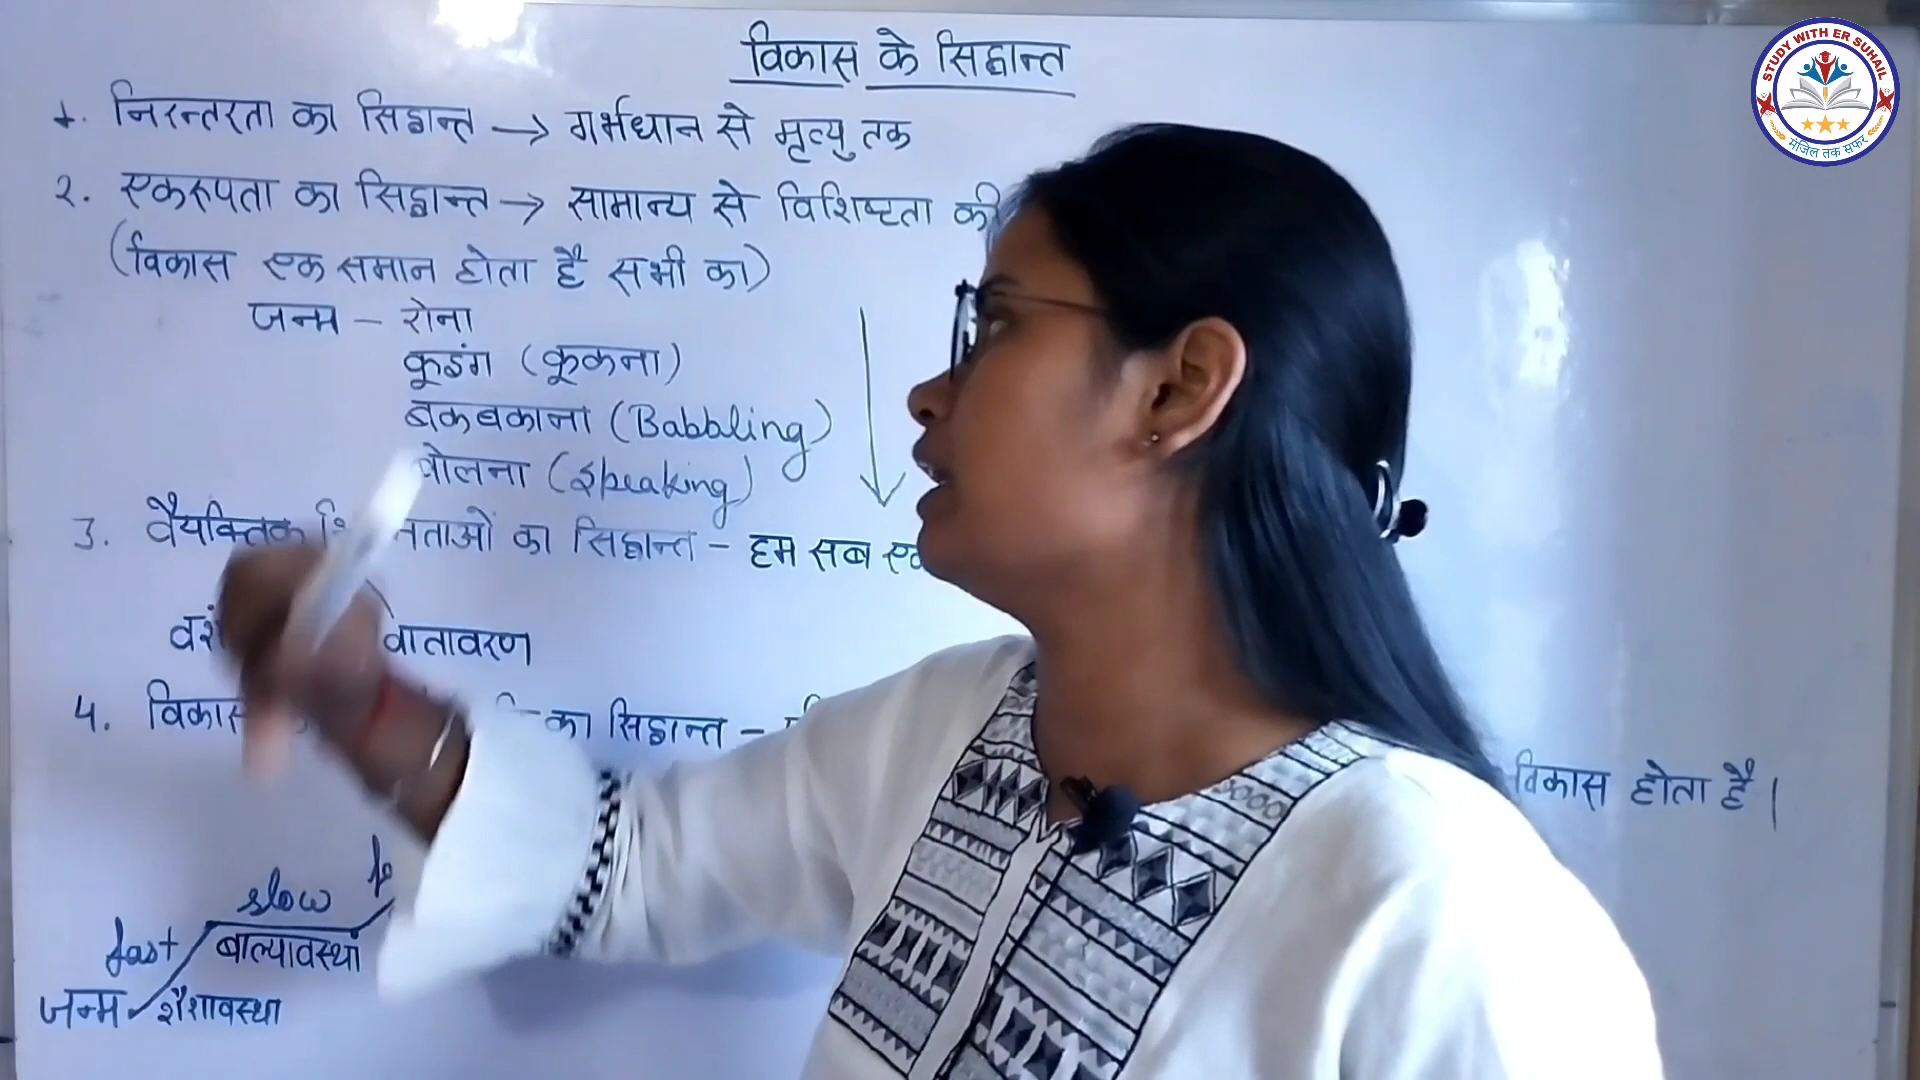 विकास के सिद्धान्त
1. निरन्तरता का सिद्धान्त → गर्भधान से मृत्यु तक
2. एकरूपता का सिद्धान्त → सामान्य से विशिष्टता की
(विकास एक समान होता है सभी का)
जन्म – रोना
कूइंग (कूकना)
बकबकाना (Babbling)
बोलना (Speaking)
3. वैयक्तिक का सिद्धान्त – हम सब
वातावरण
4. विकास का सिद्धान्त –
विकास होता है।
slow
fast बाल्यावस्था
जन्म शैशावस्था
STUDY WITH ER SUHAIL
मंजिल तक सफर